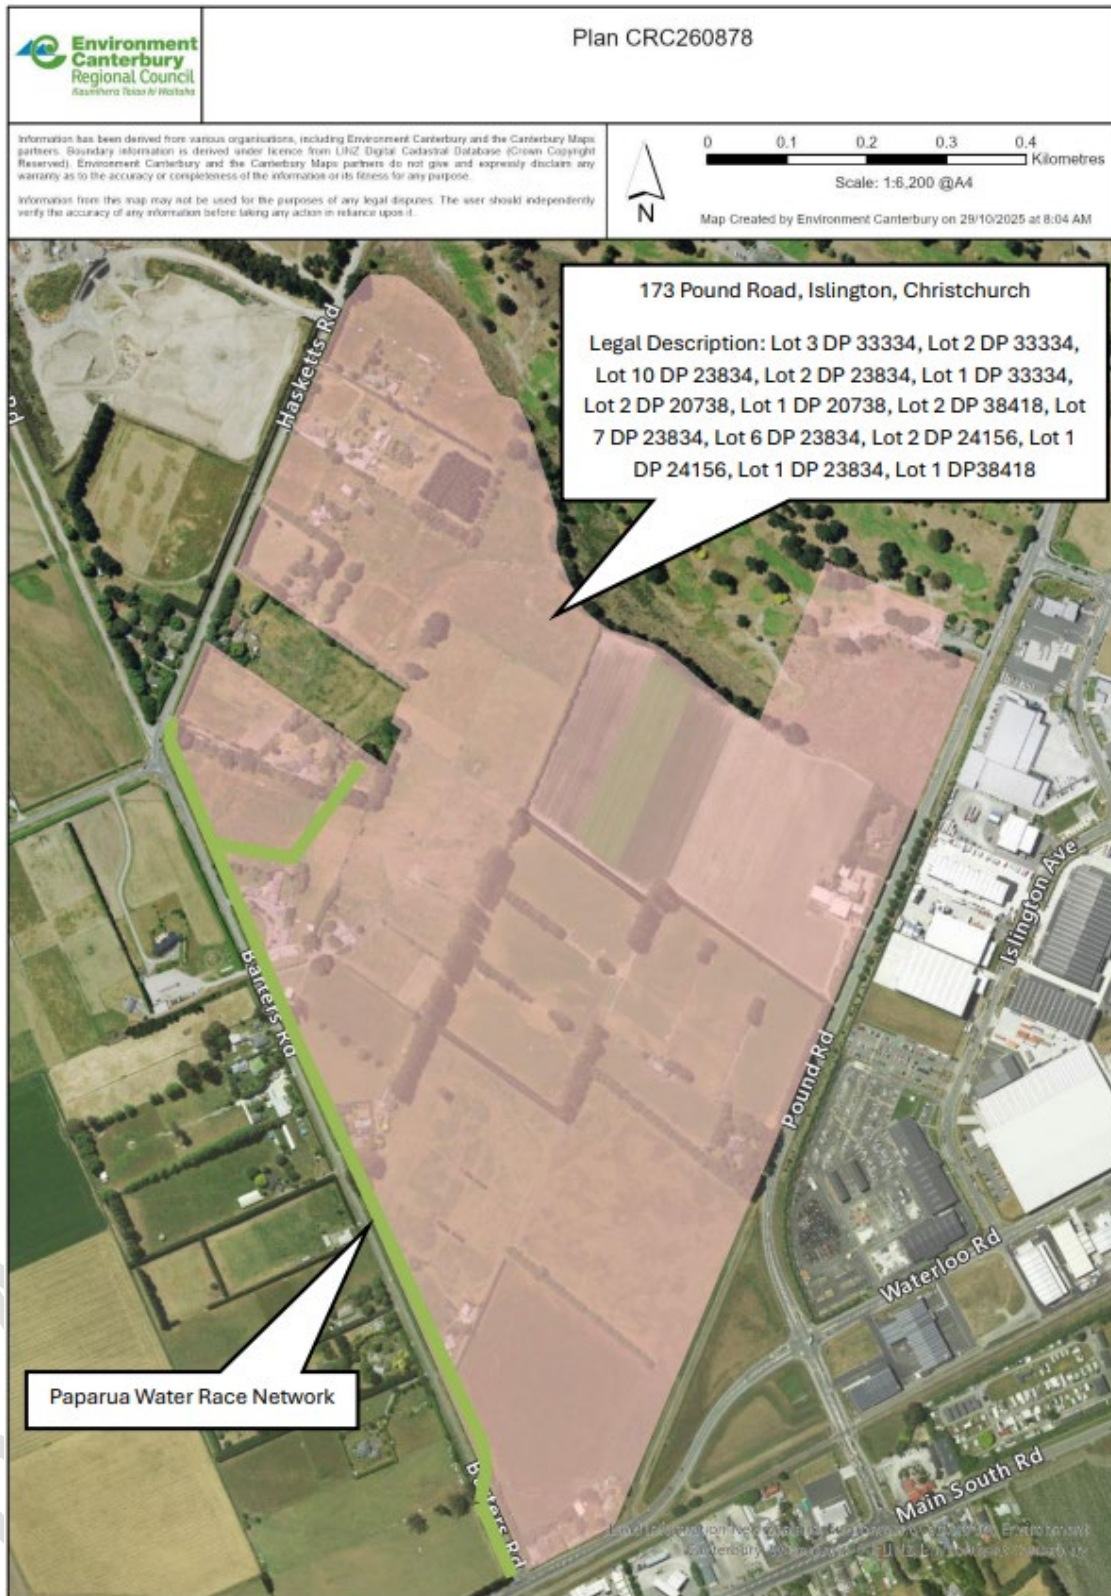 Environment
Canterbury
Regional Council
Kaunihera Taiao ki Waitaha
Plan CRC260878
Information has been derived from various organisations, including Environment Canterbury and the Canterbury Maps
partners. Boundary information is derived under licence from LINZ Digital Cadastral Database (Crown Copyright
Reserved). Environment Canterbury and the Canterbury Maps partners do not give and expressly disclaim any
warranty as to the accuracy or completeness of the information or its fitness for any purpose.
Information from this map may not be used for the purposes of any legal disputes. The user should independently
verify the accuracy of any information before taking any action in reliance upon it.
N
0 0.1 0.2 0.3 0.4
Kilometres
Scale: 1:6,200 @A4
Map Created by Environment Canterbury on 29/10/2025 at 8:04 AM
173 Pound Road, Islington, Christchurch
Legal Description: Lot 3 DP 33334, Lot 2 DP 33334,
Lot 10 DP 23834, Lot 2 DP 23834, Lot 1 DP 33334,
Lot 2 DP 20738, Lot 1 DP 20738, Lot 2 DP 38418, Lot
7 DP 23834, Lot 6 DP 23834, Lot 2 DP 24156, Lot 1
DP 24156, Lot 1 DP 23834, Lot 1 DP38418
Hasketts Rd
Rd
Islington Ave
Barters Rd
Pound Rd
Waterloo Rd
Paparua Water Race Network
Main South Rd
Barters Rd